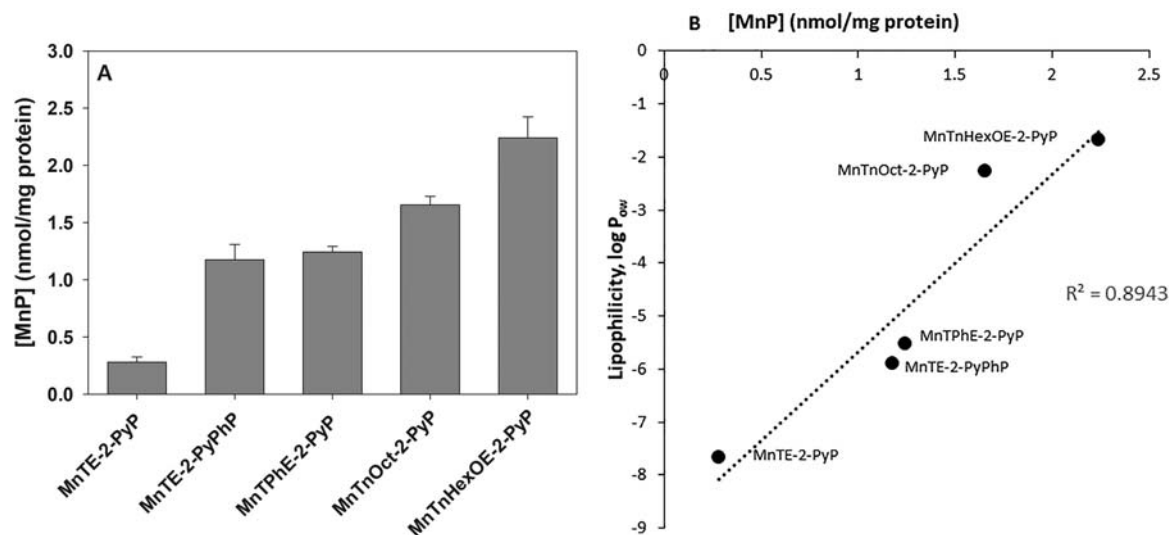 A
[MnP] (nmol/mg protein)
3.0
2.5
2.0
1.5
1.0
0.5
0.0
MnTE-2-PyP
MnTE-2-PyPhP
MnTPhE-2-PyP
MnTnOct-2-PyP
MnTnHexOE-2-PyP
B
[MnP] (nmol/mg protein)
0
0.5
1
1.5
2
2.5
0
-1
-2
-3
-4
-5
-6
-7
-8
-9
Lipophilicity, log Pow
MnTnHexOE-2-PyP
MnTnOct-2-PyP
R² = 0.8943
MnTPhE-2-PyP
MnTE-2-PyPhP
MnTE-2-PyP